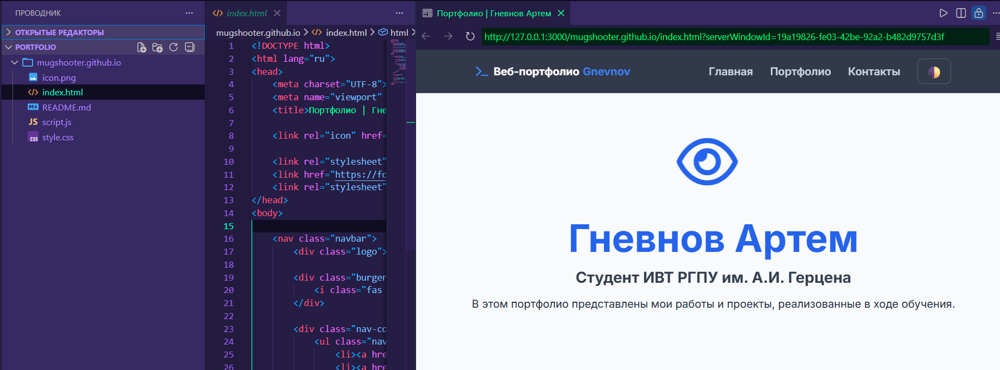 ПРОВОДНИК
ОТКРЫТЫЕ РЕДАКТОРЫ
PORTFOLIO
mugshooter.github.io
icon.png
index.html
README.md
JS script.js
css style.css
index.html
mugshooter.github.io > index.html > html >
1 <!DOCTYPE html>
2 <html lang="ru">
3 <head>
4 <meta charset="UTF-8">
5 <meta name="viewport"
6 <title>Портфолио | Гне
7
8 <link rel="icon" href=
9
10 <link rel="stylesheet"
11 <link href="https://fo
12 <link rel="stylesheet"
13 </head>
14 <body>
15
16 <nav class="navbar">
17 <div class="logo">
18
19 <div class="burger
20 <i class="fas
21 </div>
22
23 <div class="nav-co
24 <ul class="nav
25 <li><a hre
26 <li><a hre
Портфолио | Гневнов Артем
http://127.0.0.1:3000/mugshooter.github.io/index.html?serverWindowId=19a19826-fe03-42be-92a2-b482d9757d3f
Веб-портфолио Gnevnov
Главная Портфолио Контакты
Гневнов Артем
Студент ИВТ РГПУ им. А.И. Герцена
В этом портфолио представлены мои работы и проекты, реализованные в ходе обучения.